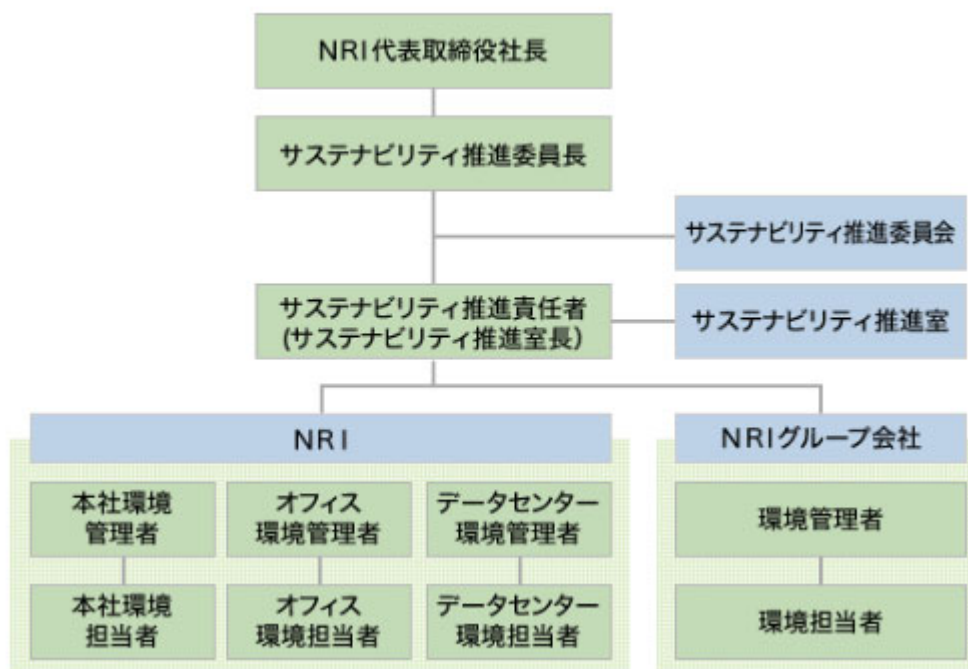 NRI代表取締役社長
サステナビリティ推進委員長
サステナビリティ推進委員会
サステナビリティ推進責任者
(サステナビリティ推進室長)
サステナビリティ推進室
NRI
本社環境
管理者
オフィス
環境管理者
データセンター
環境管理者
本社環境
担当者
オフィス
環境担当者
データセンター
環境担当者
NRIグループ会社
環境管理者
環境担当者